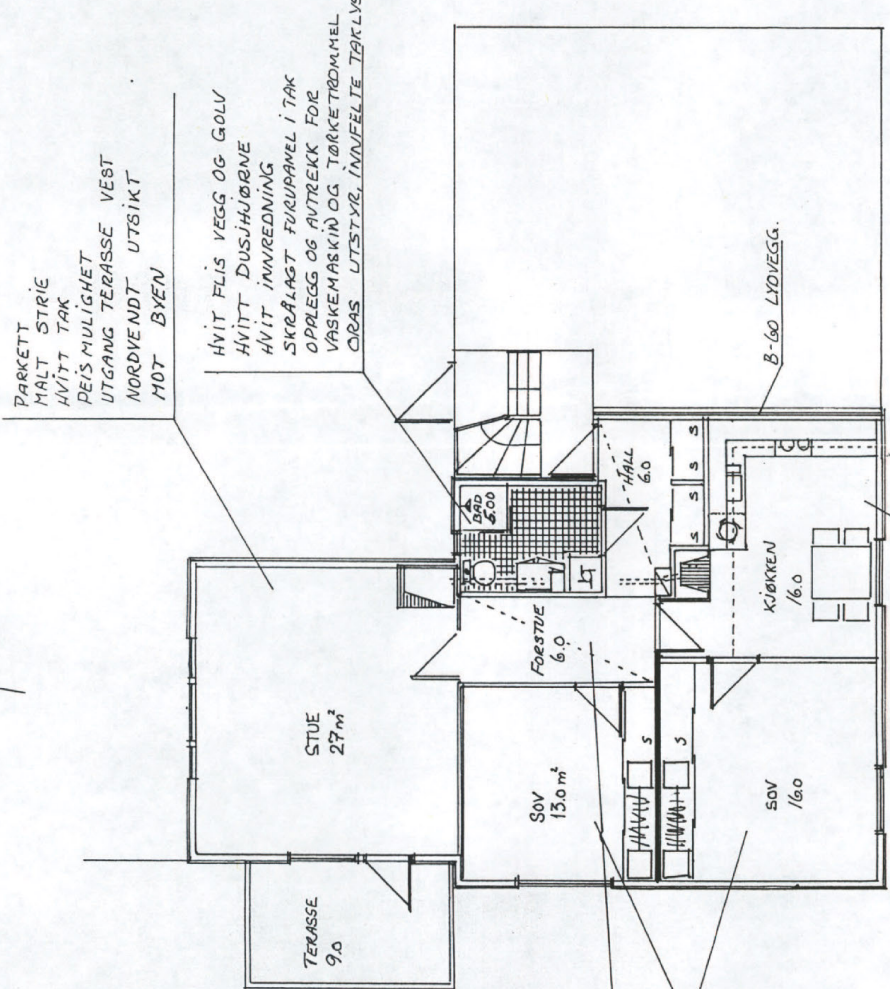 PARKETT
MALT STRIE
HVITT TAK
PEIS MULIGHET
UTGANG TERASSE VEST
NORDVENDT UTSIKT
MOT BYEN
HVIT FLIS VEGG OG GOLV
HVITT DUSJHJØRNE
HVIT INNREDNING
SKRÅLAGT FURUPANEL I TAK
OPPLEGG OG AVTREKK FOR
VASKEMASKIN OG TØRKETROMMEL
ORAS UTSTYR, INNFELTE TAKLYS
STUE
27m²
TERASSE
9,0
BAD
5.00
HALL
6.0
FORSTUE
6.0
SOV
13.0m²
SOV
16.0
KJØKKEN
16.0
B-60 LYDVEGG.
S
S
S
S
S
S